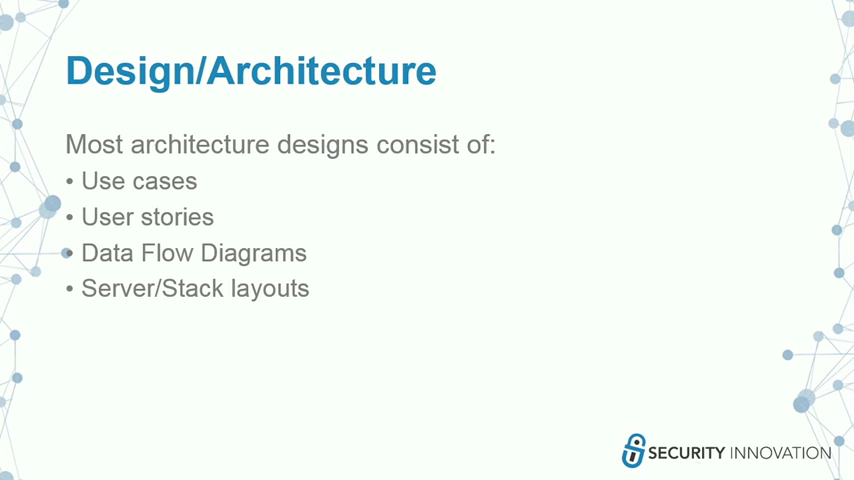 Design/Architecture
Most architecture designs consist of:
• Use cases
• User stories
• Data Flow Diagrams
• Server/Stack layouts
SECURITY INNOVATION